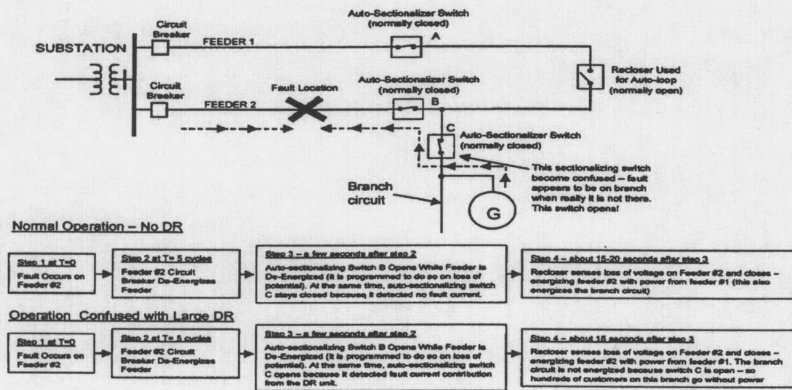 Auto-Sectionalizer Switch
(normally closed)
Circuit
Breaker
A
SUBSTATION
FEEDER 1
Recloser Used
for Auto-loop
(normally open)
Circuit
Breaker
Fault Location
Auto-Sectionalizer Switch
(normally closed)
FEEDER 2
B
C
Auto-Sectionalizer Switch
(normally closed)
This sectionalizing switch
become confused – fault
appears to be on branch
when really it is not there.
This switch opens!
Branch
circuit
G
Normal Operation – No DR
Step 1 at T=0
Fault Occurs on
Feeder #2
Step 2 at T= 5 cycles
Feeder #2 Circuit
Breaker De-Energizes
Feeder
Step 3 – a few seconds after step 2
Auto-sectionalizing Switch B Opens While Feeder is
De-Energized (it is programmed to do so on loss of
potential). At the same time, auto-sectionalizing switch
C stays closed because it detected no fault current.
Step 4 – about 15-20 seconds after step 3
Recloser senses loss of voltage on Feeder #2 and closes –
energizing feeder #2 with power from feeder #1 (this also
energizes the branch circuit)
Operation Confused with Large DR
Step 1 at T=0
Fault Occurs on
Feeder #2
Step 2 at T= 5 cycles
Feeder #2 Circuit
Breaker De-Energizes
Feeder
Step 3 – a few seconds after step 2
Auto-sectionalizing Switch B Opens While Feeder is
De-Energized (it is programmed to do so on loss of
potential). At the same time, auto-sectionalizing switch
C opens because it detected fault current contribution
from the DR unit.
Step 4 – about 15 seconds after step 3
Recloser senses loss of voltage on Feeder #2 and closes –
energizing feeder #2 with power from feeder #1. The branch
circuit is not energized because switch C is open – so
hundreds of customers on this branch go without power